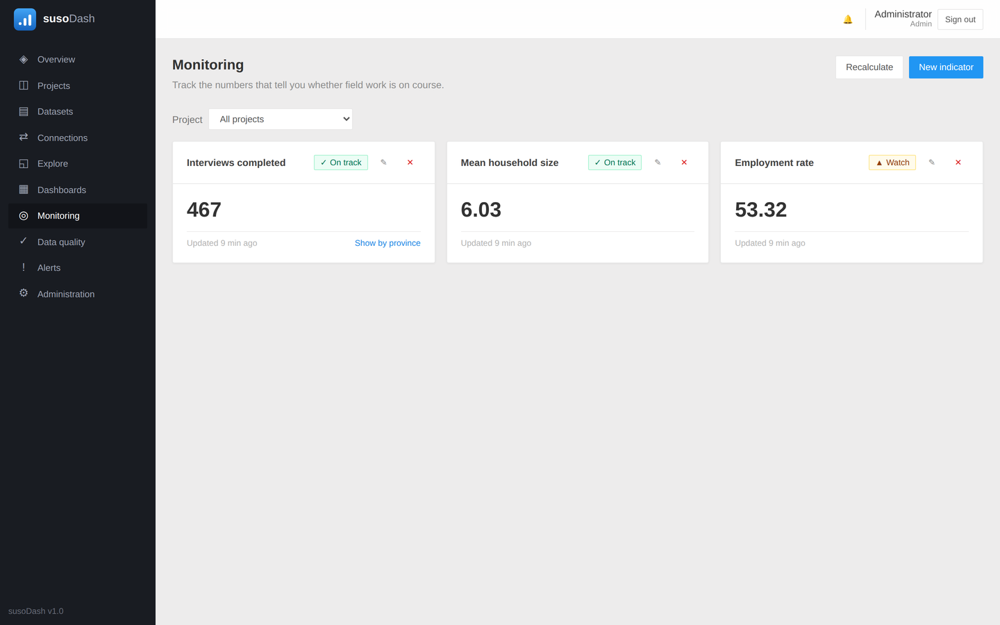 susoDash
Administrator
Admin
Sign out
Overview
Projects
Datasets
Connections
Explore
Dashboards
Monitoring
Data quality
Alerts
Administration
susoDash v1.0
Monitoring
Track the numbers that tell you whether field work is on course.
Recalculate
New indicator
Project
All projects
Interviews completed
✓ On track
467
Updated 9 min ago
Show by province
Mean household size
✓ On track
6.03
Updated 9 min ago
Employment rate
▲ Watch
53.32
Updated 9 min ago